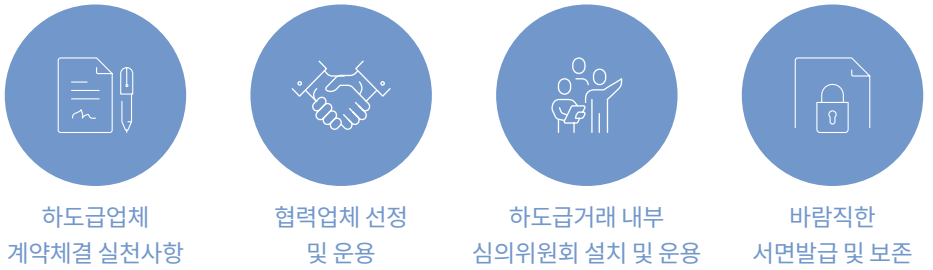 하도급업체
계약체결 실천사항
협력업체 선정
및 운용
하도급거래 내부
심의위원회 설치 및 운용
바람직한
서면발급 및 보존